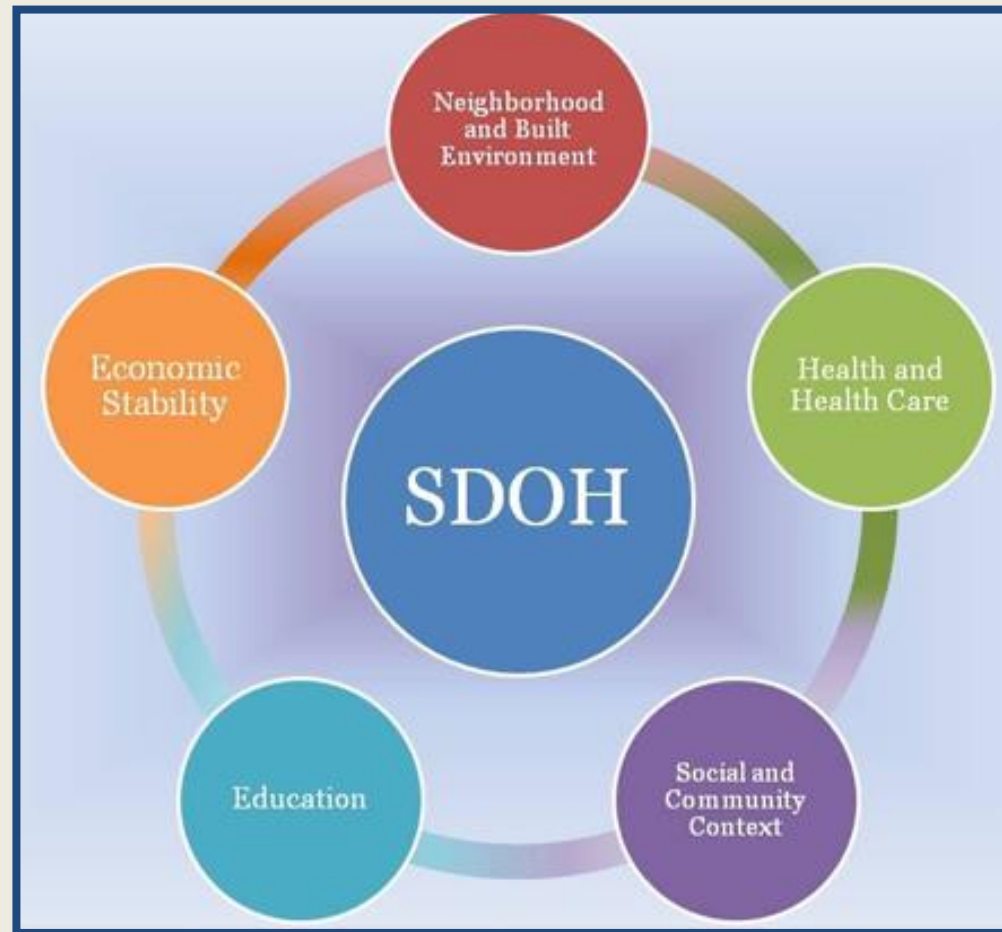 Neighborhood
and Built
Environment
Economic
Stability
Health and
Health Care
SDOH
Education
Social and
Community
Context